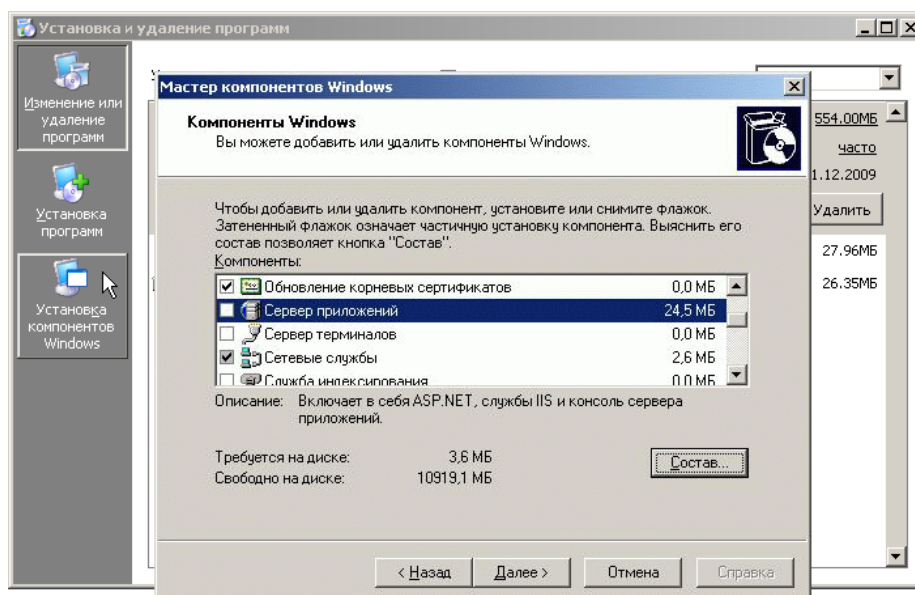 Установка и удаление программ
Изменение или
удаление
программ
Установка
программ
Установка
компонентов
Windows
Мастер компонентов Windows
Компоненты Windows
Вы можете добавить или удалить компоненты Windows.
Чтобы добавить или удалить компонент, установите или снимите флажок.
Затененный флажок означает частичную установку компонента. Выяснить его
состав позволяет кнопка "Состав".
Компоненты:
Обновление корневых сертификатов 0,0 МБ
Сервер приложений 24,5 МБ
Сервер терминалов 0,0 МБ
Сетевые службы 2,6 МБ
Служба индексирования 0,0 МБ
Описание: Включает в себя ASP.NET, службы IIS и консоль сервера
приложений.
Требуется на диске: 3,6 МБ
Свободно на диске: 10919,1 МБ
Состав...
< Назад
Далее >
Отмена
Справка
554.00МБ
часто
1.12.2009
Удалить
27.96МБ
26.35МБ